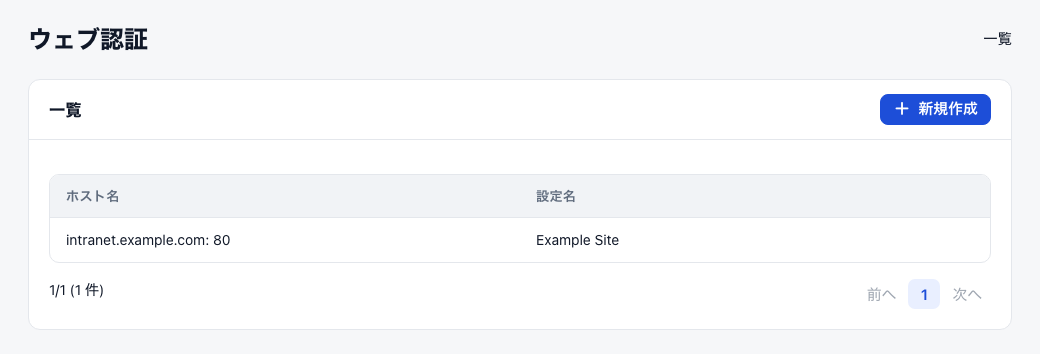 ウェブ認証
一覧
一覧
新規作成
ホスト名 設定名
intranet.example.com: 80 Example Site
1/1 (1 件)
前へ 1 次へ